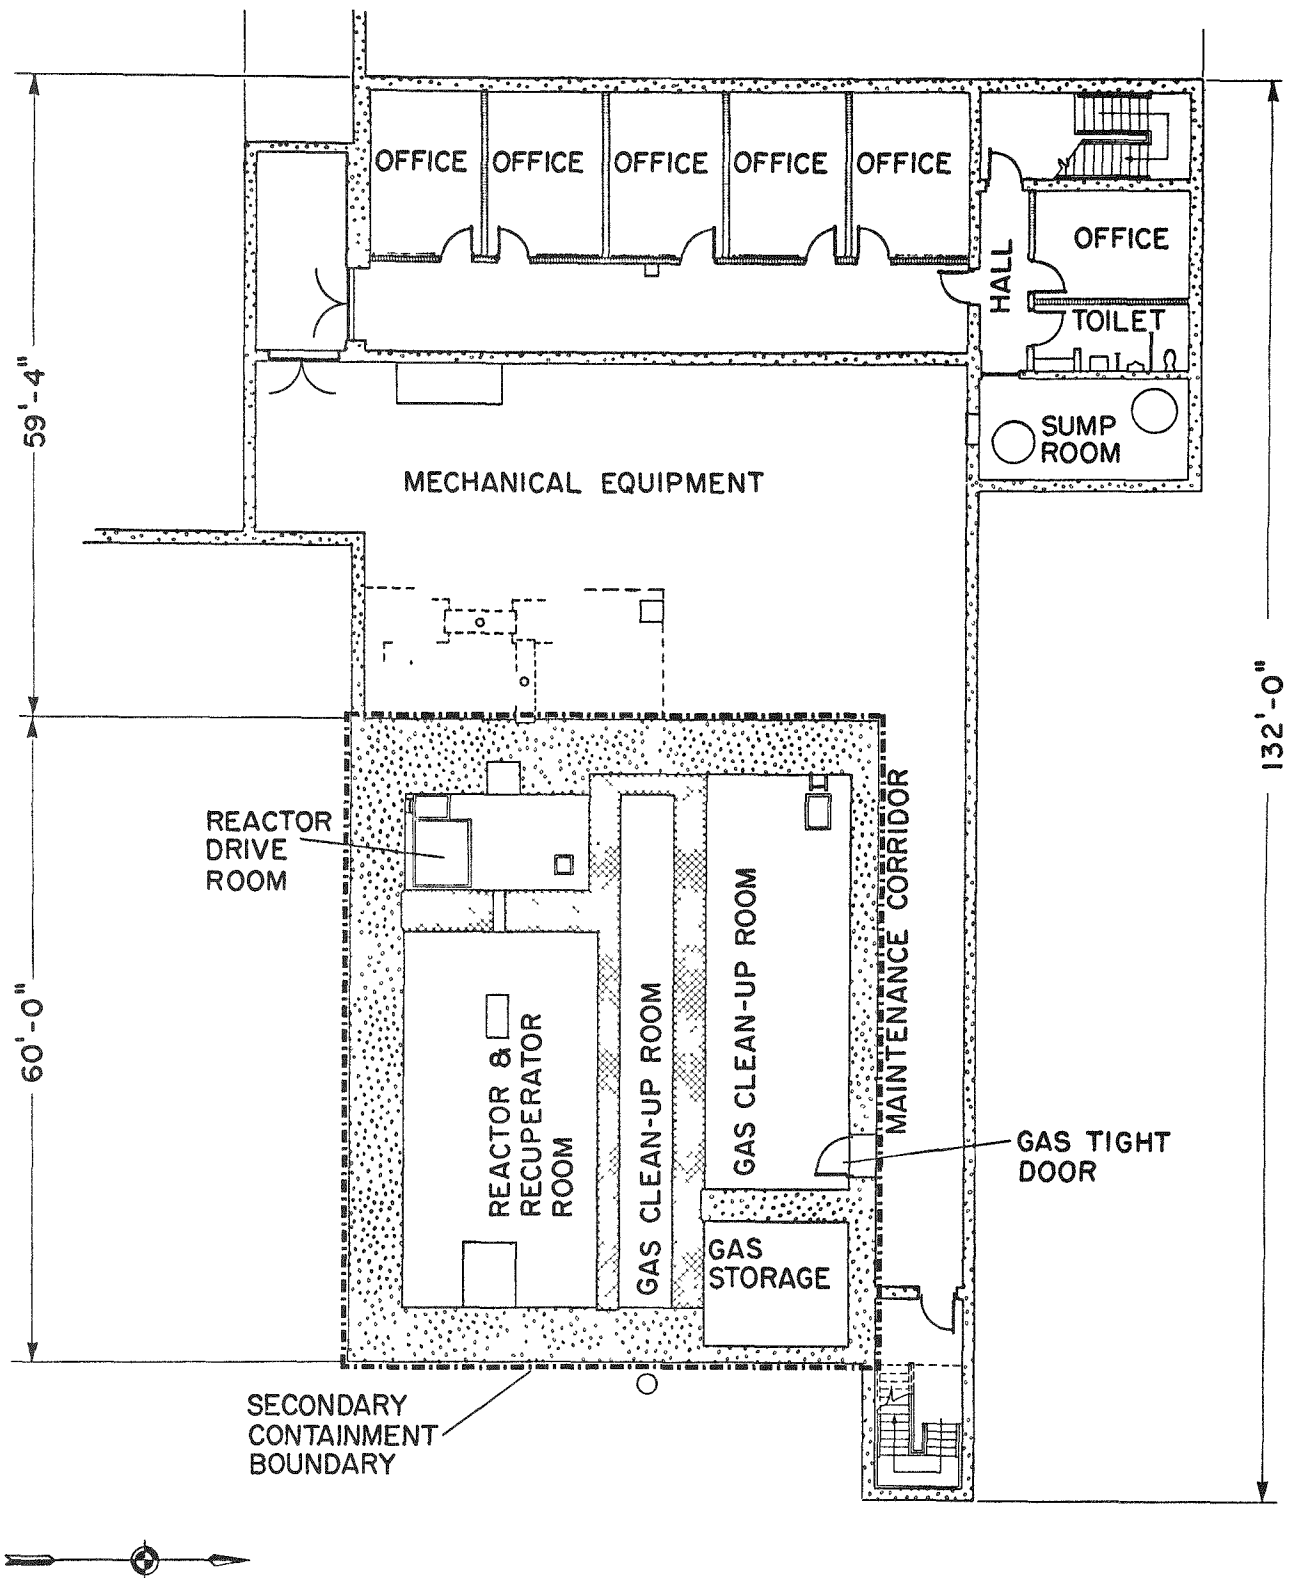 OFFICE OFFICE OFFICE OFFICE OFFICE
OFFICE
HALL
TOILET
59'-4"
SUMP
ROOM
MECHANICAL EQUIPMENT
132'-0"
REACTOR
DRIVE
ROOM
MAINTENANCE CORRIDOR
GAS CLEAN-UP ROOM
GAS CLEAN-UP ROOM
60'-0"
REACTOR &
RECUPERATOR
ROOM
GAS TIGHT
DOOR
GAS
STORAGE
SECONDARY
CONTAINMENT
BOUNDARY